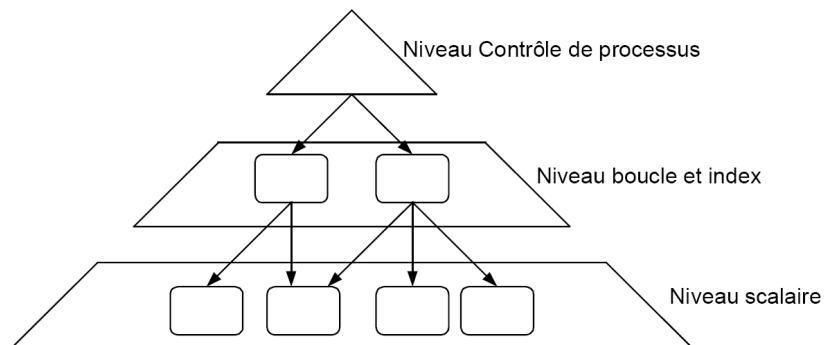 Niveau Contrôle de processus
Niveau boucle et index
Niveau scalaire